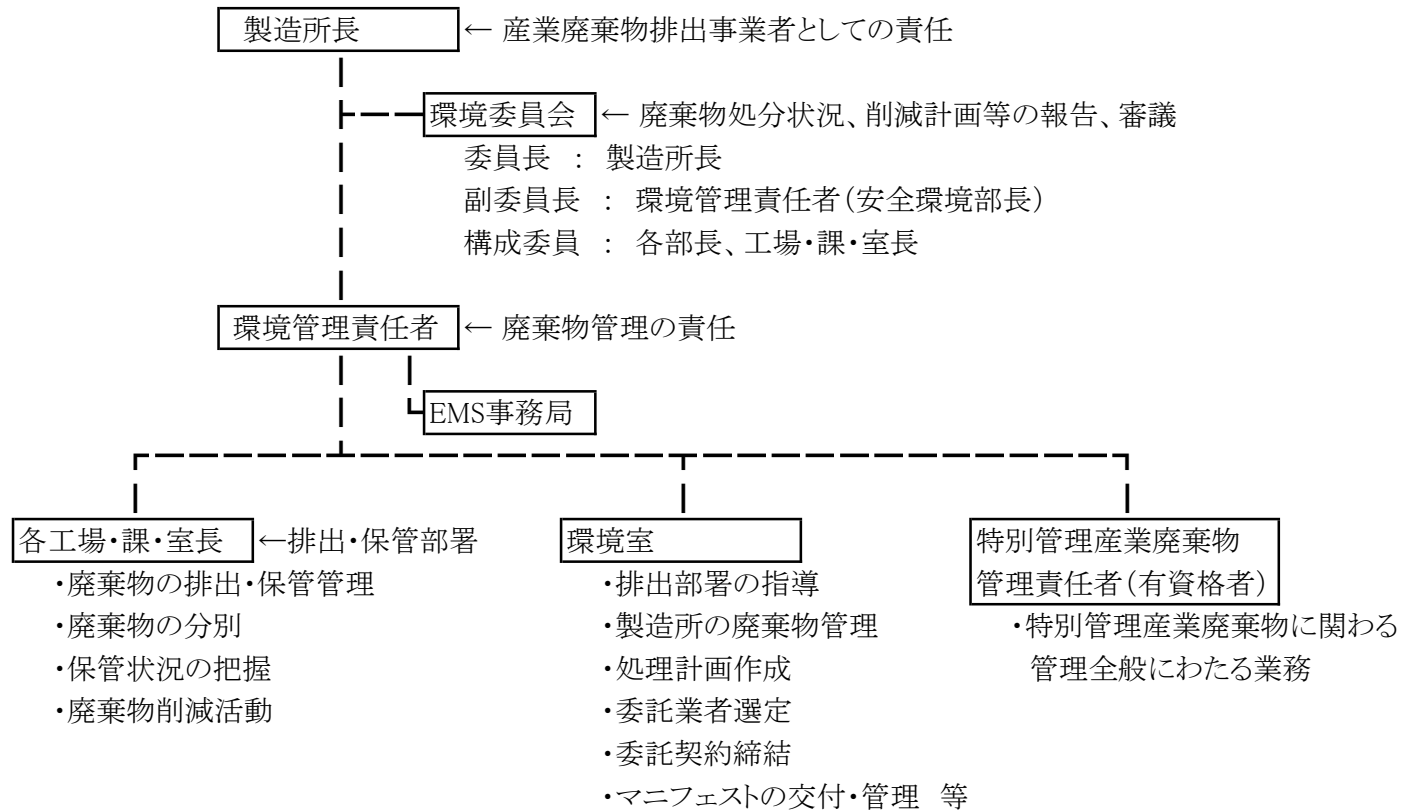 製造所長 ← 産業廃棄物排出事業者としての責任
環境委員会 ← 廃棄物処分状況、削減計画等の報告、審議
委員長 ： 製造所長
副委員長 ： 環境管理責任者（安全環境部長）
構成委員 ： 各部長、工場・課・室長
環境管理責任者 ← 廃棄物管理の責任
EMS事務局
各工場・課・室長 ←排出・保管部署
・廃棄物の排出・保管管理
・廃棄物の分別
・保管状況の把握
・廃棄物削減活動
環境室
・排出部署の指導
・製造所の廃棄物管理
・処理計画作成
・委託業者選定
・委託契約締結
・マニフェストの交付・管理 等
特別管理産業廃棄物
管理責任者（有資格者）
・特別管理産業廃棄物に関わる
管理全般にわたる業務